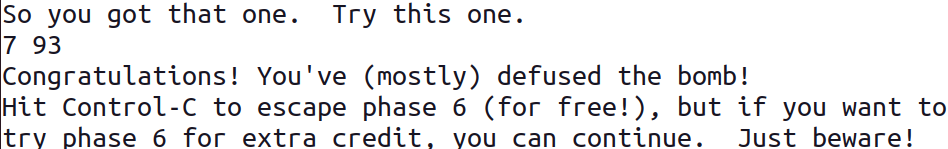 So you got that one.  Try this one.
7 93
Congratulations! You've (mostly) defused the bomb!
Hit Control-C to escape phase 6 (for free!), but if you want to
try phase 6 for extra credit, you can continue.  Just beware!